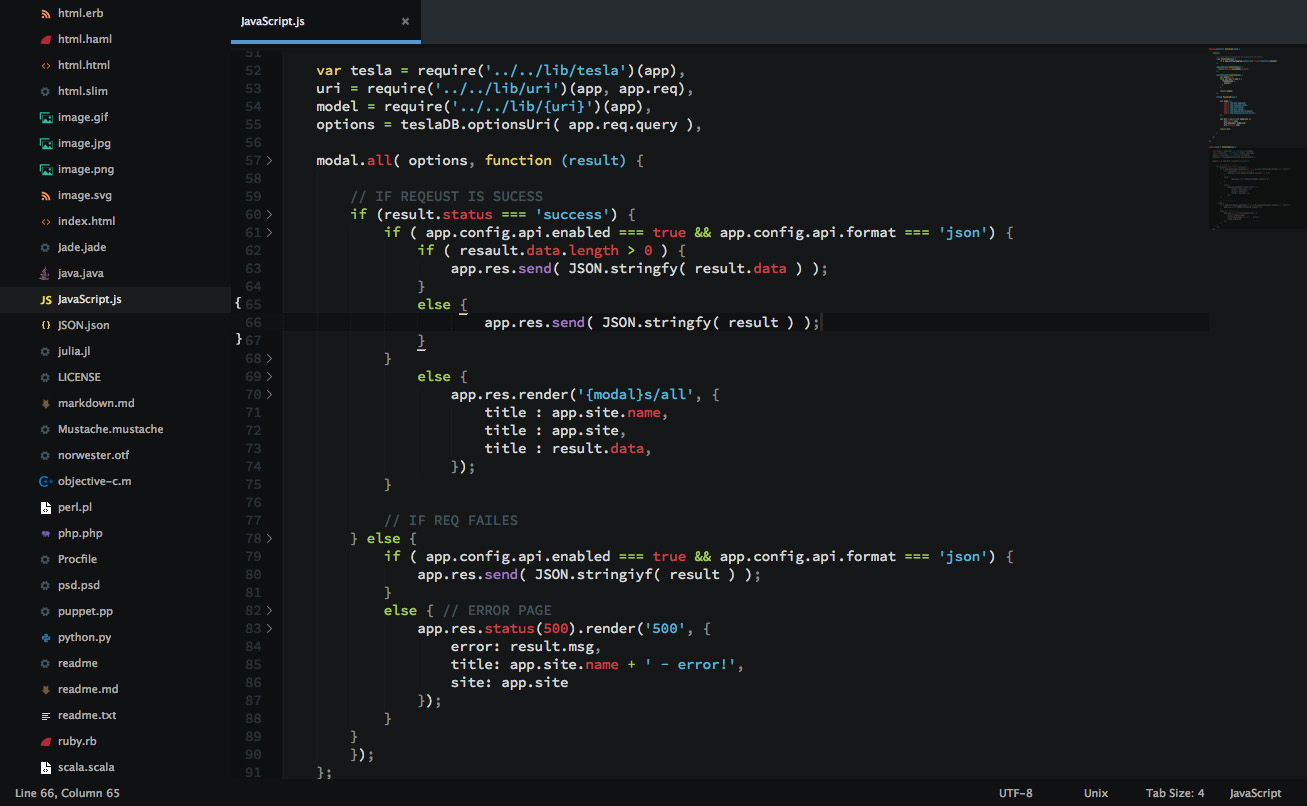 html.erb
html.haml
html.html
html.slim
image.gif
image.jpg
image.png
image.svg
index.html
Jade.jade
java.java
JS JavaScript.js
JSON.json
julia.jl
LICENSE
markdown.md
Mustache.mustache
norwester.otf
objective-c.m
perl.pl
php.php
Procfile
psd.psd
puppet.pp
python.py
readme
readme.md
readme.txt
ruby.rb
scala.scala
JavaScript.js ×
51
52 var tesla = require('../../lib/tesla')(app),
53 uri = require('../../lib/uri')(app, app.req),
54 model = require('../../lib/{uri}')(app),
55 options = teslaDB.optionsUri( app.req.query ),
56
57 modal.all( options, function (result) {
58
59 // IF REQEUST IS SUCESS
60 if (result.status === 'success') {
61 if ( app.config.api.enabled === true && app.config.api.format === 'json') {
62 if ( resault.data.length > 0 ) {
63 app.res.send( JSON.stringfy( result.data ) );
64 }
{ 65 else {
66 app.res.send( JSON.stringfy( result ) );
} 67 }
68 }
69 else {
70 app.res.render('{modal}s/all', {
71 title : app.site.name,
72 title : app.site,
73 title : result.data,
74 });
75 }
76
77 // IF REQ FAILES
78 } else {
79 if ( app.config.api.enabled === true && app.config.api.format === 'json') {
80 app.res.send( JSON.stringiyf( result ) );
81 }
82 else { // ERROR PAGE
83 app.res.status(500).render('500', {
84 error: result.msg,
85 title: app.site.name + ' - error!',
86 site: app.site
87 });
88 }
89 }
90 });
91 };
Line 66, Column 65 UTF-8 Unix Tab Size: 4 JavaScript